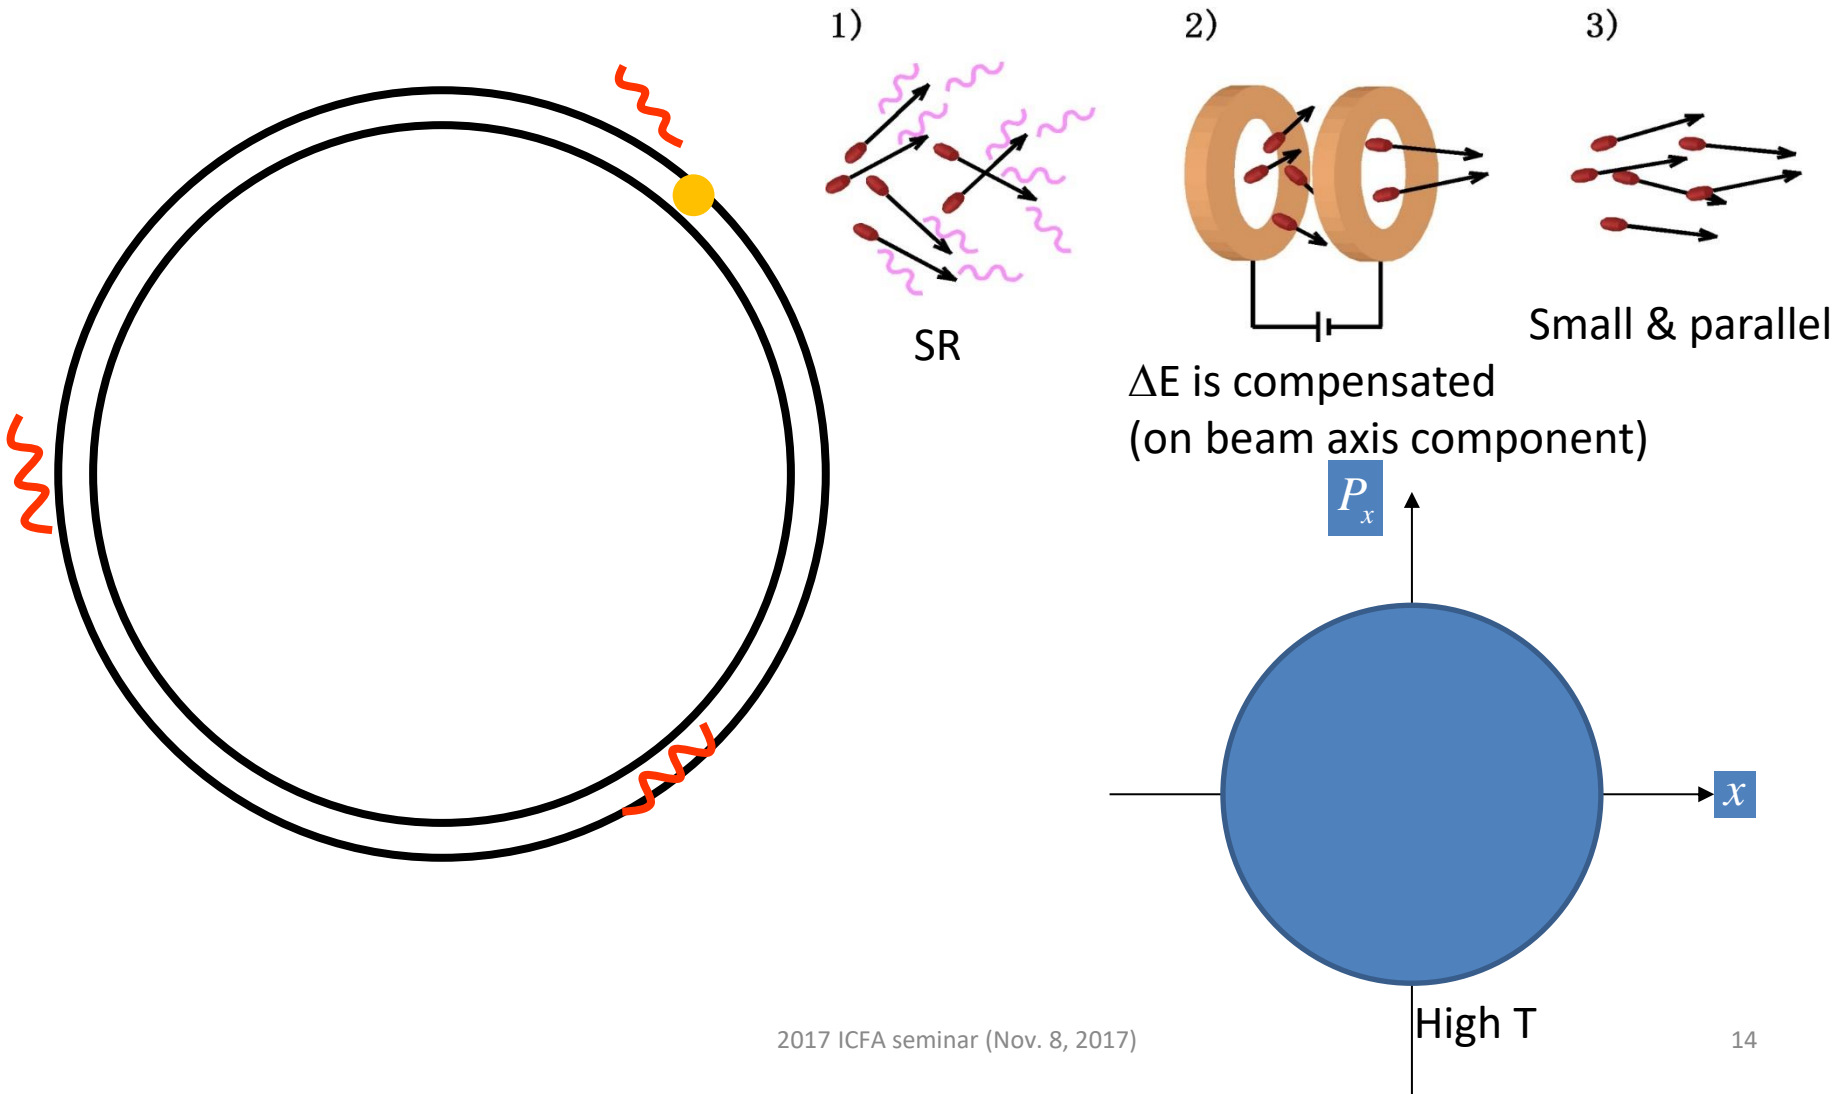 1)
2)
3)
SR
Small & parallel
ΔE is compensated
(on beam axis component)
Px
x
High T
2017 ICFA seminar (Nov. 8, 2017)
14